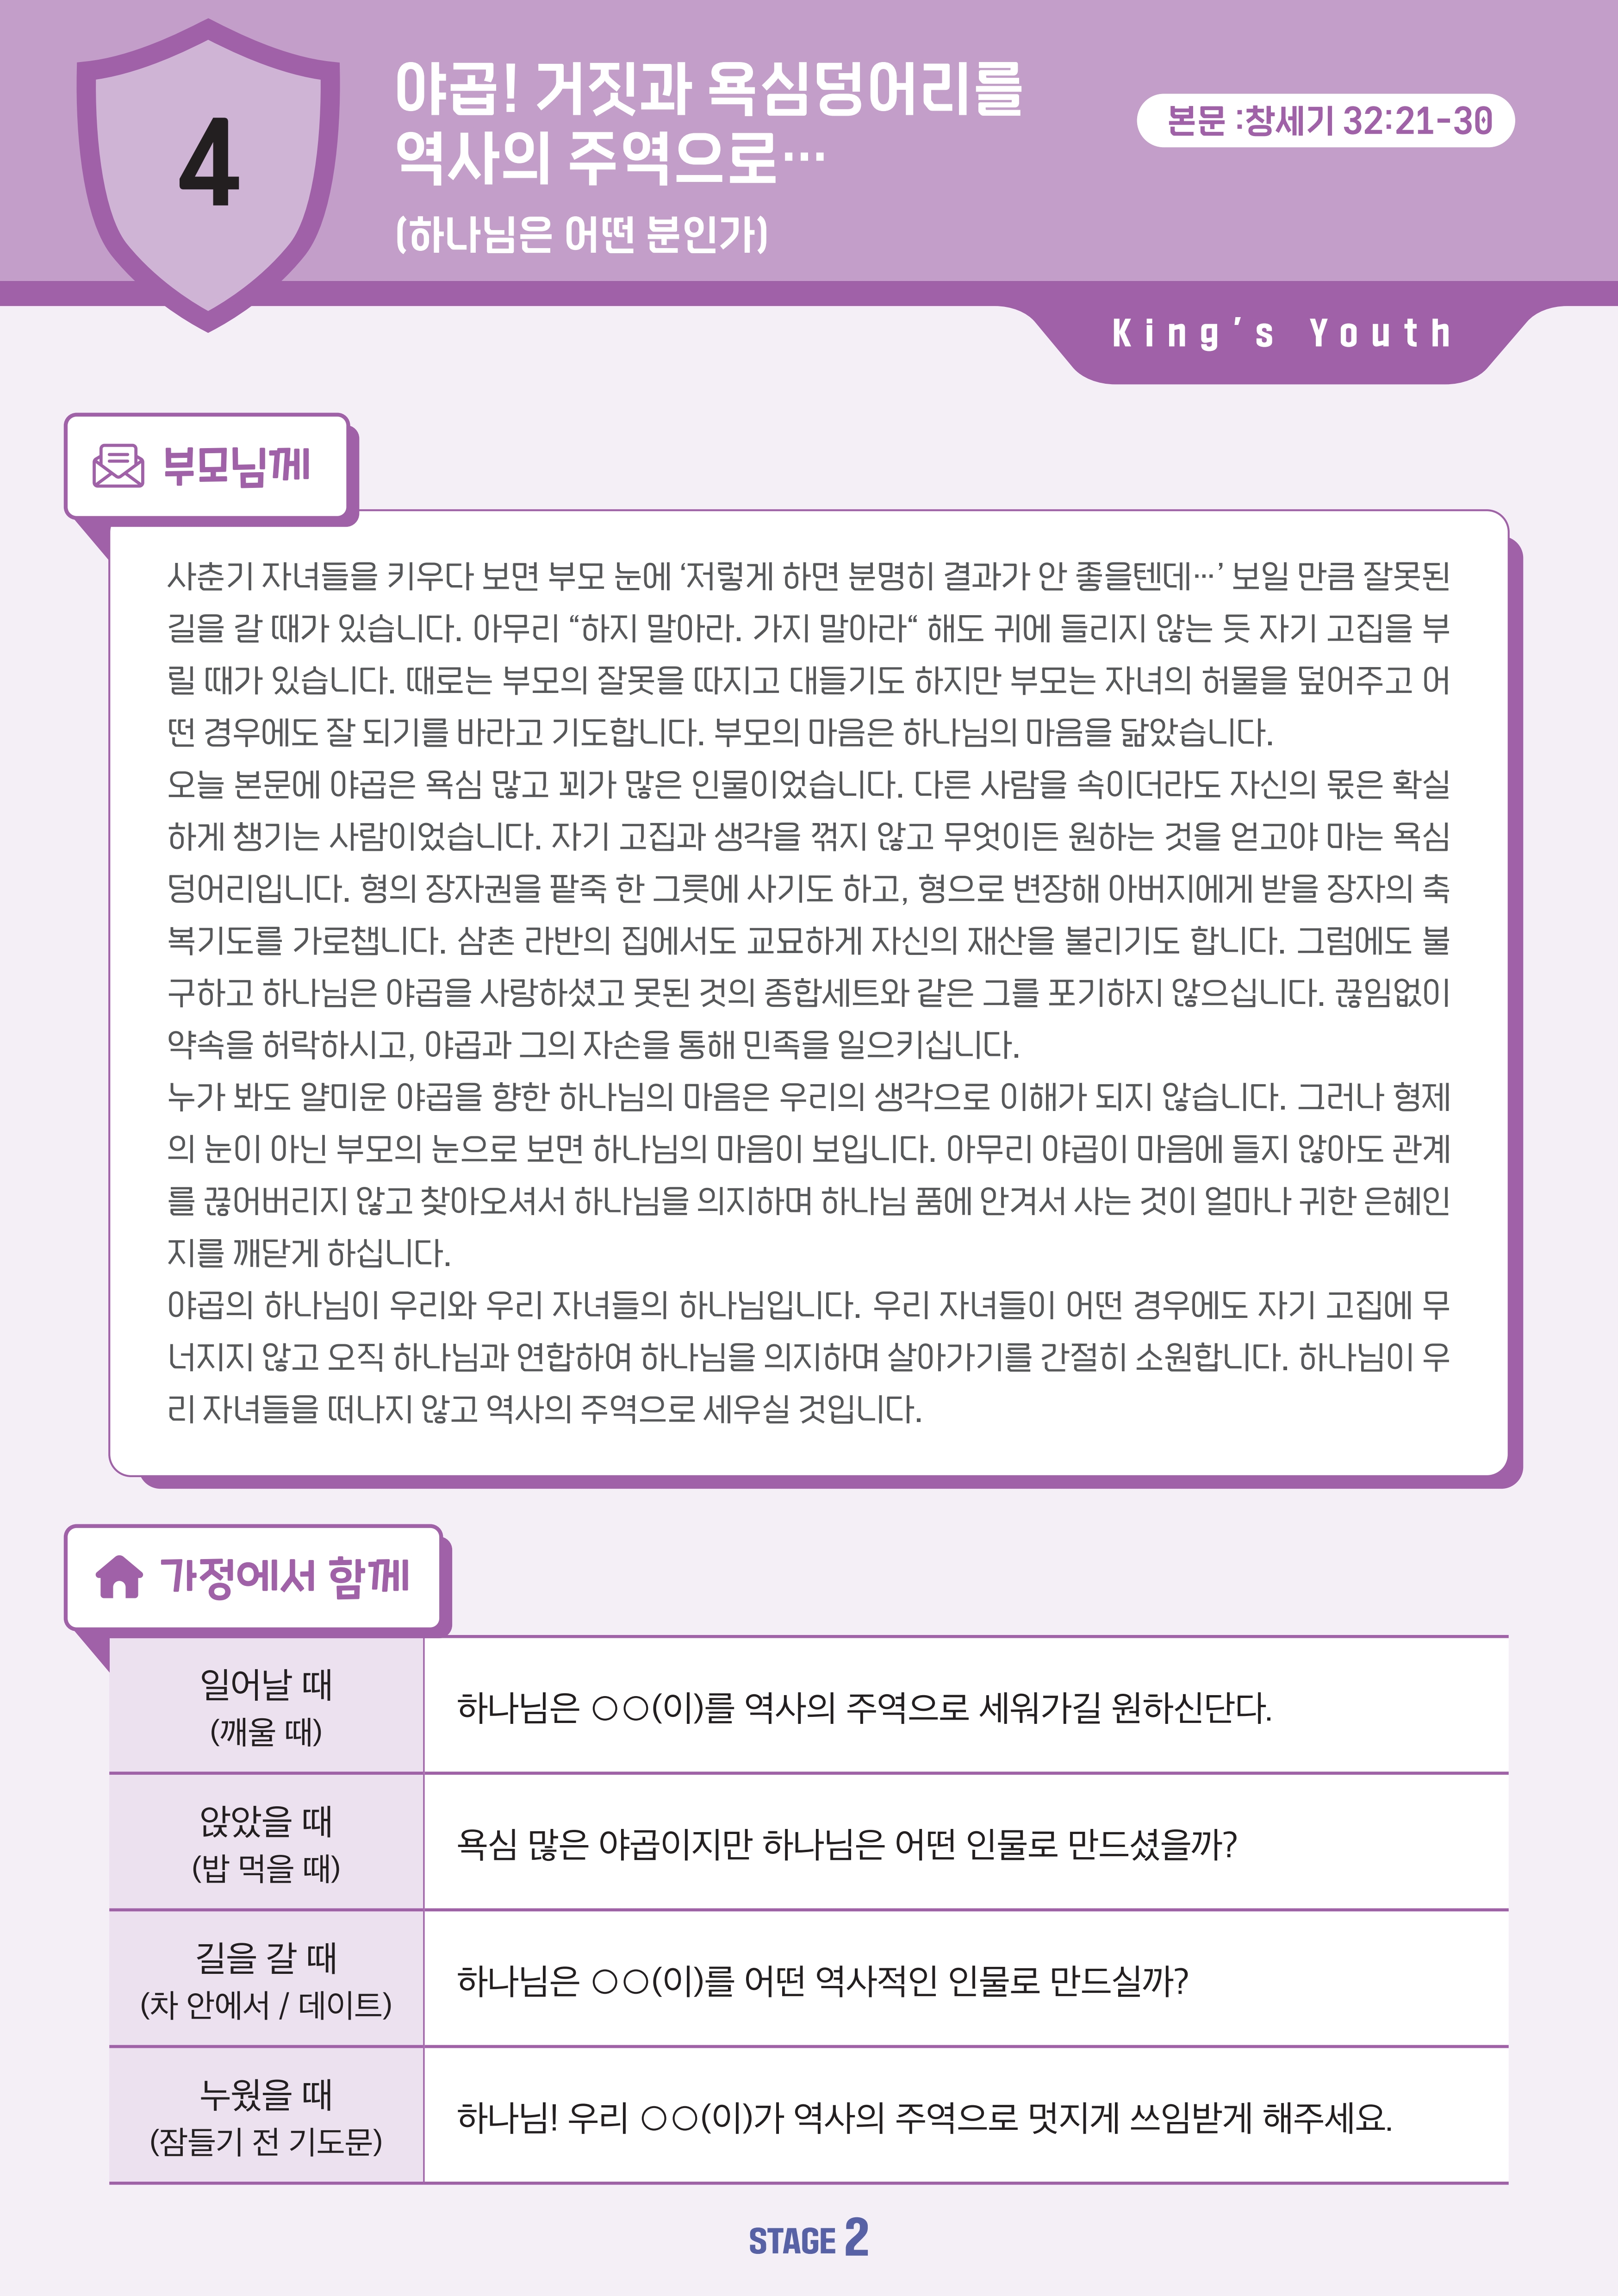 4
야곱! 거짓과 욕심덩어리를
역사의 주역으로…
(하나님은 어떤 분인가)
본문 :창세기 32:21-30
King's Youth
부모님께
사춘기 자녀들을 키우다 보면 부모 눈에 ‘저렇게 하면 분명히 결과가 안 좋을텐데…’ 보일 만큼 잘못된
길을 갈 때가 있습니다. 아무리 “하지 말아라. 가지 말아라“ 해도 귀에 들리지 않는 듯 자기 고집을 부
릴 때가 있습니다. 때로는 부모의 잘못을 따지고 대들기도 하지만 부모는 자녀의 허물을 덮어주고 어
떤 경우에도 잘 되기를 바라고 기도합니다. 부모의 마음은 하나님의 마음을 닮았습니다.
오늘 본문에 야곱은 욕심 많고 꾀가 많은 인물이었습니다. 다른 사람을 속이더라도 자신의 몫은 확실
하게 챙기는 사람이었습니다. 자기 고집과 생각을 꺾지 않고 무엇이든 원하는 것을 얻고야 마는 욕심
덩어리입니다. 형의 장자권을 팥죽 한 그릇에 사기도 하고, 형으로 변장해 아버지에게 받을 장자의 축
복기도를 가로챕니다. 삼촌 라반의 집에서도 교묘하게 자신의 재산을 불리기도 합니다. 그럼에도 불
구하고 하나님은 야곱을 사랑하셨고 못된 것의 종합세트와 같은 그를 포기하지 않으십니다. 끊임없이
약속을 허락하시고, 야곱과 그의 자손을 통해 민족을 일으키십니다.
누가 봐도 얄미운 야곱을 향한 하나님의 마음은 우리의 생각으로 이해가 되지 않습니다. 그러나 형제
의 눈이 아닌 부모의 눈으로 보면 하나님의 마음이 보입니다. 아무리 야곱이 마음에 들지 않아도 관계
를 끊어버리지 않고 찾아오셔서 하나님을 의지하며 하나님 품에 안겨서 사는 것이 얼마나 귀한 은혜인
지를 깨닫게 하십니다.
야곱의 하나님이 우리와 우리 자녀들의 하나님입니다. 우리 자녀들이 어떤 경우에도 자기 고집에 무
너지지 않고 오직 하나님과 연합하여 하나님을 의지하며 살아가기를 간절히 소원합니다. 하나님이 우
리 자녀들을 떠나지 않고 역사의 주역으로 세우실 것입니다.
가정에서 함께
일어날 때
(깨울 때)
하나님은 ○○(이)를 역사의 주역으로 세워가길 원하신단다.
앉았을 때
(밥 먹을 때)
욕심 많은 야곱이지만 하나님은 어떤 인물로 만드셨을까?
길을 갈 때
(차 안에서 / 데이트)
하나님은 ○○(이)를 어떤 역사적인 인물로 만드실까?
누웠을 때
(잠들기 전 기도문)
하나님! 우리 ○○(이)가 역사의 주역으로 멋지게 쓰임받게 해주세요.
STAGE 2